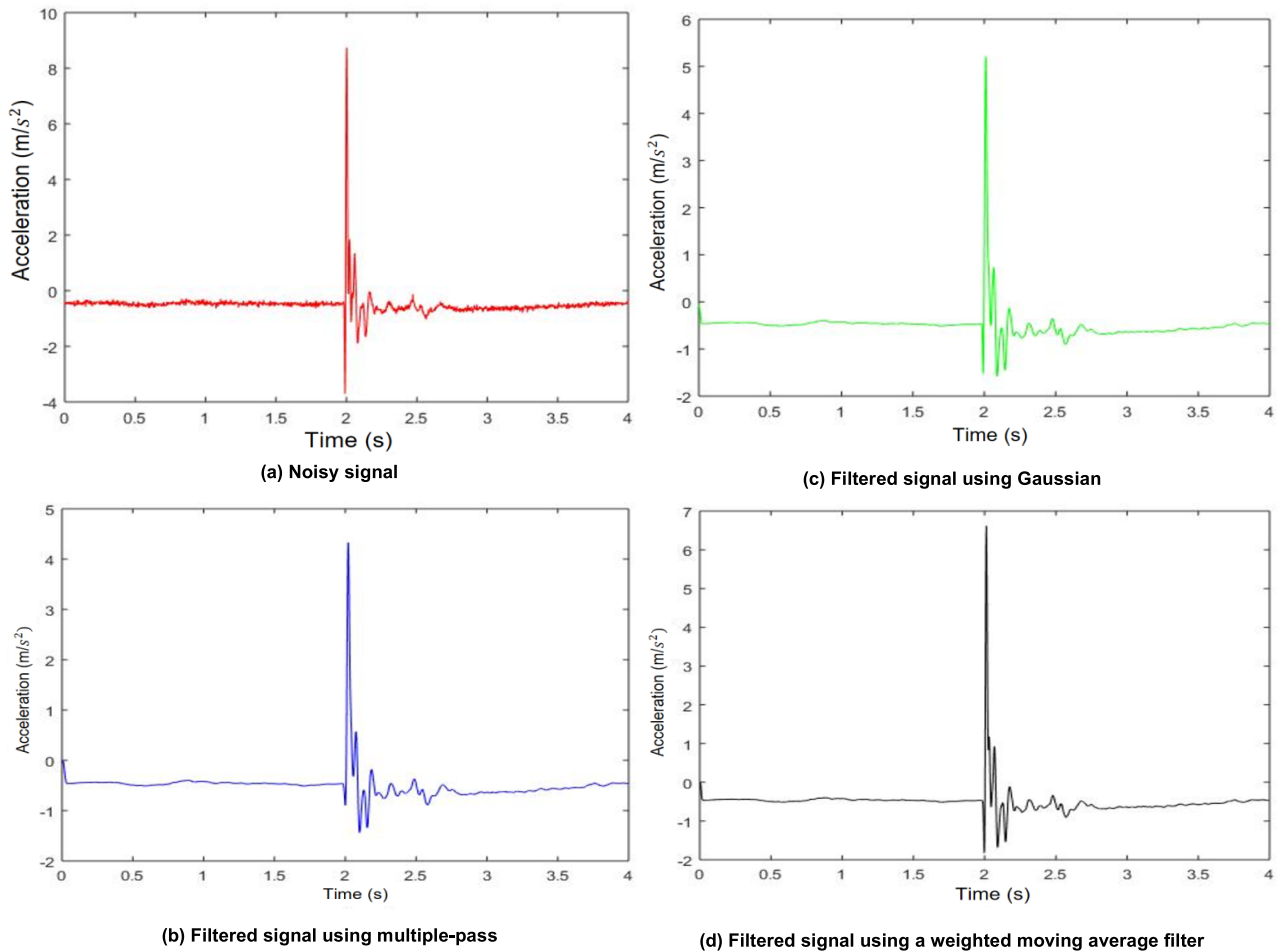 10
8
6
4
2
0
-2
-4
0 0.5 1 1.5 2 2.5 3 3.5 4
Acceleration (m/s²)
Time (s)
(a) Noisy signal
6
5
4
3
2
1
0
-1
-2
0 0.5 1 1.5 2 2.5 3 3.5 4
Acceleration (m/s²)
Time (s)
(c) Filtered signal using Gaussian
5
4
3
2
1
0
-1
-2
0 0.5 1 1.5 2 2.5 3 3.5 4
Acceleration (m/s²)
Time (s)
(b) Filtered signal using multiple-pass
7
6
5
4
3
2
1
0
-1
-2
0 0.5 1 1.5 2 2.5 3 3.5 4
Acceleration (m/s²)
Time (s)
(d) Filtered signal using a weighted moving average filter